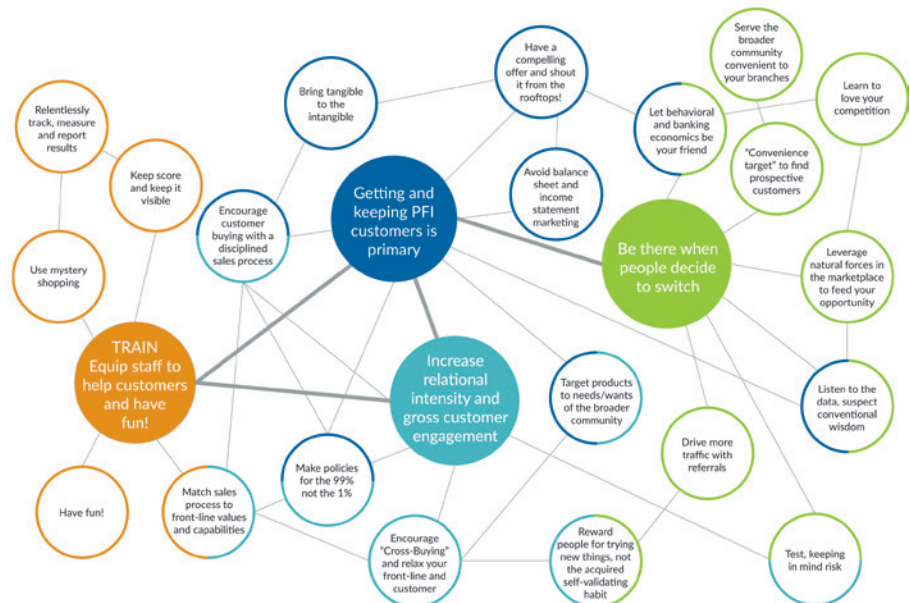 Serve the
broader
community
convenient to
your branches
Have a
compelling
offer and shout
it from the
rooftops!
Bring tangible
to the
intangible
Learn to
love your
competition
Relentlessly
track, measure
and report
results
Let behavioral
and banking
economics be
your friend
Keep score
and keep it
visible
Avoid balance
sheet and
income
statement
marketing
"Convenience
target" to find
prospective
customers
Encourage
customer
buying with a
disciplined
sales process
Getting and
keeping PFI
customers is
primary
Be there when
people decide
to switch
Use mystery
shopping
Leverage
natural forces in
the marketplace
to feed your
opportunity
TRAIN
Equip staff to
help customers
and have
fun!
Increase
relational
intensity and
gross customer
engagement
Target products
to needs/wants
of the broader
community
Listen to the
data, suspect
conventional
wisdom
Drive more
traffic with
referrals
Make policies
for the 99%
not the 1%
Have fun!
Match sales
process to
front-line values
and capabilities
Encourage
"Cross-Buying"
and relax your
front-line and
customer
Reward
people for trying
new things, not
the acquired
self-validating
habit
Test, keeping
in mind risk